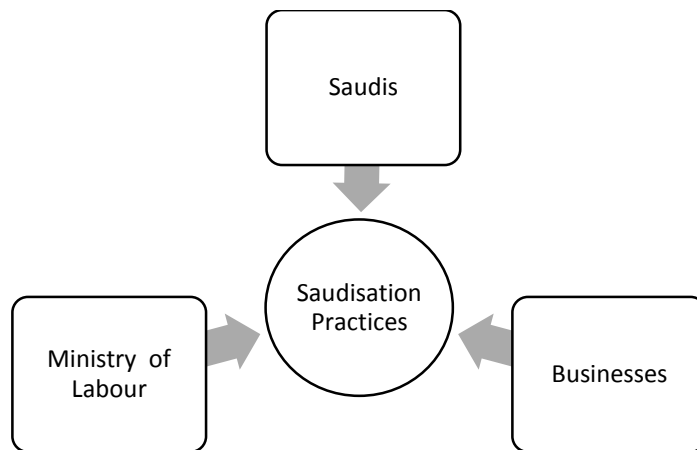 Saudis
Saudisation
Practices
Ministry of
Labour
Businesses